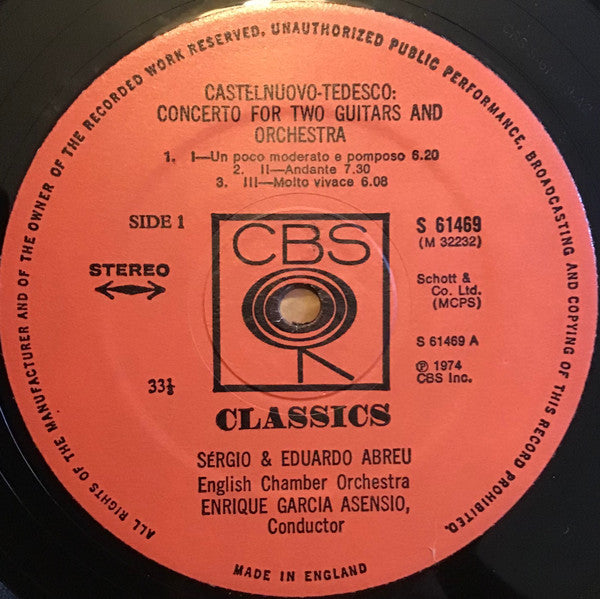 ALL RIGHTS OF THE MANUFACTURER AND OF THE OWNER OF THE RECORDED WORK RESERVED. UNAUTHORIZED PUBLIC PERFORMANCE, BROADCASTING AND COPYING OF THIS RECORD PROHIBITED.
CASTELNUOVO-TEDESCO:
CONCERTO FOR TWO GUITARS AND
ORCHESTRA
1. I—Un poco moderato e pomposo 6.20
2. II—Andante 7.30
3. III—Molto vivace 6.08
SIDE 1
CBS
S 61469
(M 32232)
STEREO
Schott &
Co. Ltd.
(MCPS)
S 61469 A
33⅓
℗ 1974
CBS Inc.
CLASSICS
SéRGIO & EDUARDO ABREU
English Chamber Orchestra
ENRIQUE GARCIA ASENSIO,
Conductor
MADE IN ENGLAND